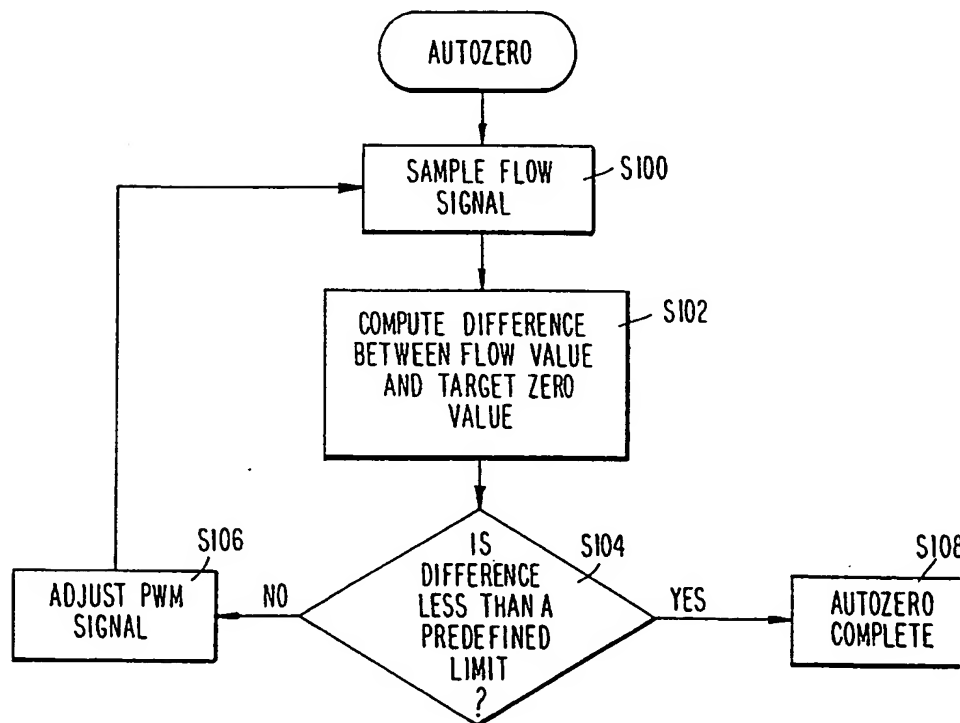 AUTOZERO
SAMPLE FLOW
SIGNAL
S100
COMPUTE DIFFERENCE
BETWEEN FLOW VALUE
AND TARGET ZERO
VALUE
S102
IS
DIFFERENCE
LESS THAN A
PREDEFINED
LIMIT
?
S104
NO
ADJUST PWM
SIGNAL
S106
YES
AUTOZERO
COMPLETE
S108